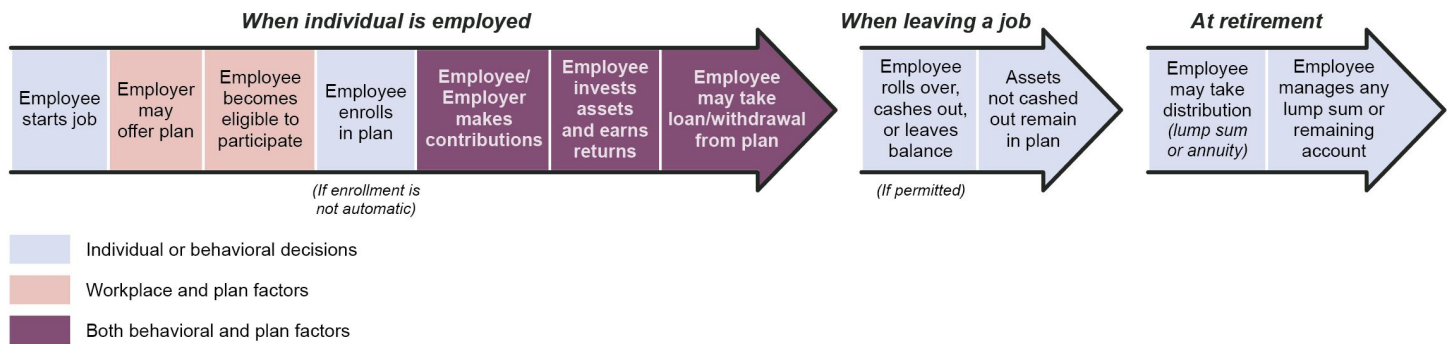 When individual is employed
Employee
starts job
Employer
may
offer plan
Employee
becomes
eligible to
participate
Employee
enrolls
in plan
(If enrollment is
not automatic)
Employee/
Employer
makes
contributions
Employee
invests
assets
and earns
returns
Employee
may take
loan/withdrawal
from plan
When leaving a job
Employee
rolls over,
cashes out,
or leaves
balance
(If permitted)
Assets
not cashed
out remain
in plan
At retirement
Employee
may take
distribution
(lump sum
or annuity)
Employee
manages any
lump sum or
remaining
account
Individual or behavioral decisions
Workplace and plan factors
Both behavioral and plan factors